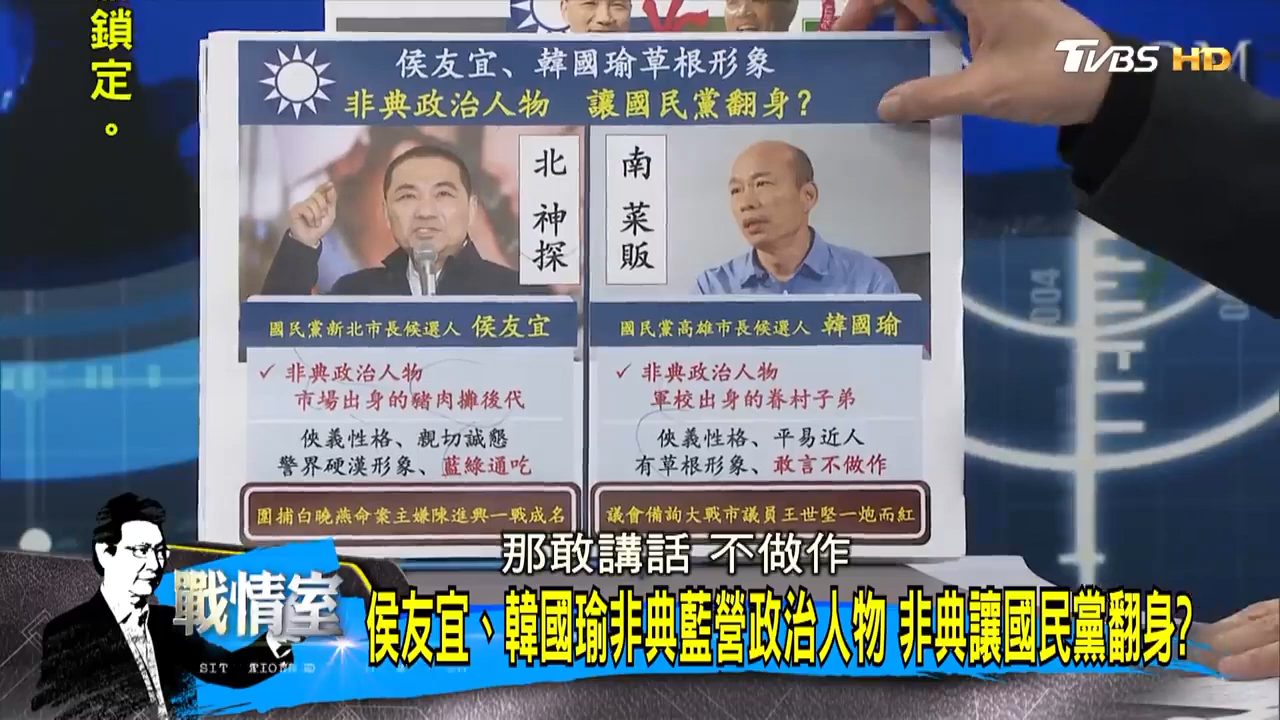 鎖定。
TVBS HD
侯友宜、韓國瑜草根形象
非典政治人物 讓國民黨翻身？
北神探
南菜販
國民黨新北市長候選人 侯友宜
✓ 非典政治人物
市場出身的豬肉攤後代
俠義性格、親切誠懇
警界硬漢形象、藍綠通吃
圍捕白曉燕命案主嫌陳進興一戰成名
國民黨高雄市長候選人 韓國瑜
✓ 非典政治人物
軍校出身的眷村子弟
俠義性格、平易近人
有草根形象、敢言不做作
議會備詢大戰市議員王世堅一炮而紅
004
那敢講話 不做作
戰情室
侯友宜、韓國瑜非典藍營政治人物 非典讓國民黨翻身?